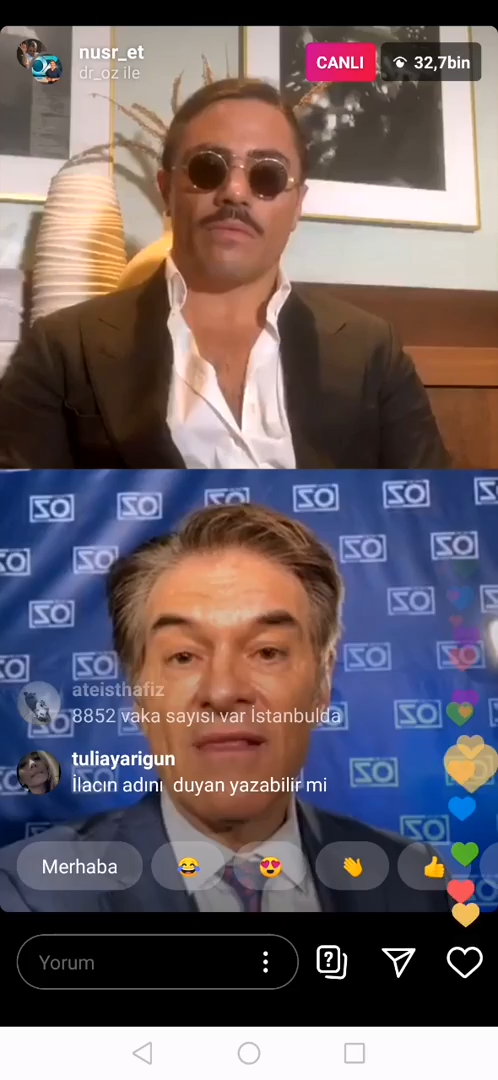 nusr_et
dr_oz ile
CANLI
32,7bin
ateisthafiz
8852 vaka sayısı var İstanbulda
tuliayarigun
İlacın adını duyan yazabilir mi
Merhaba
Yorum